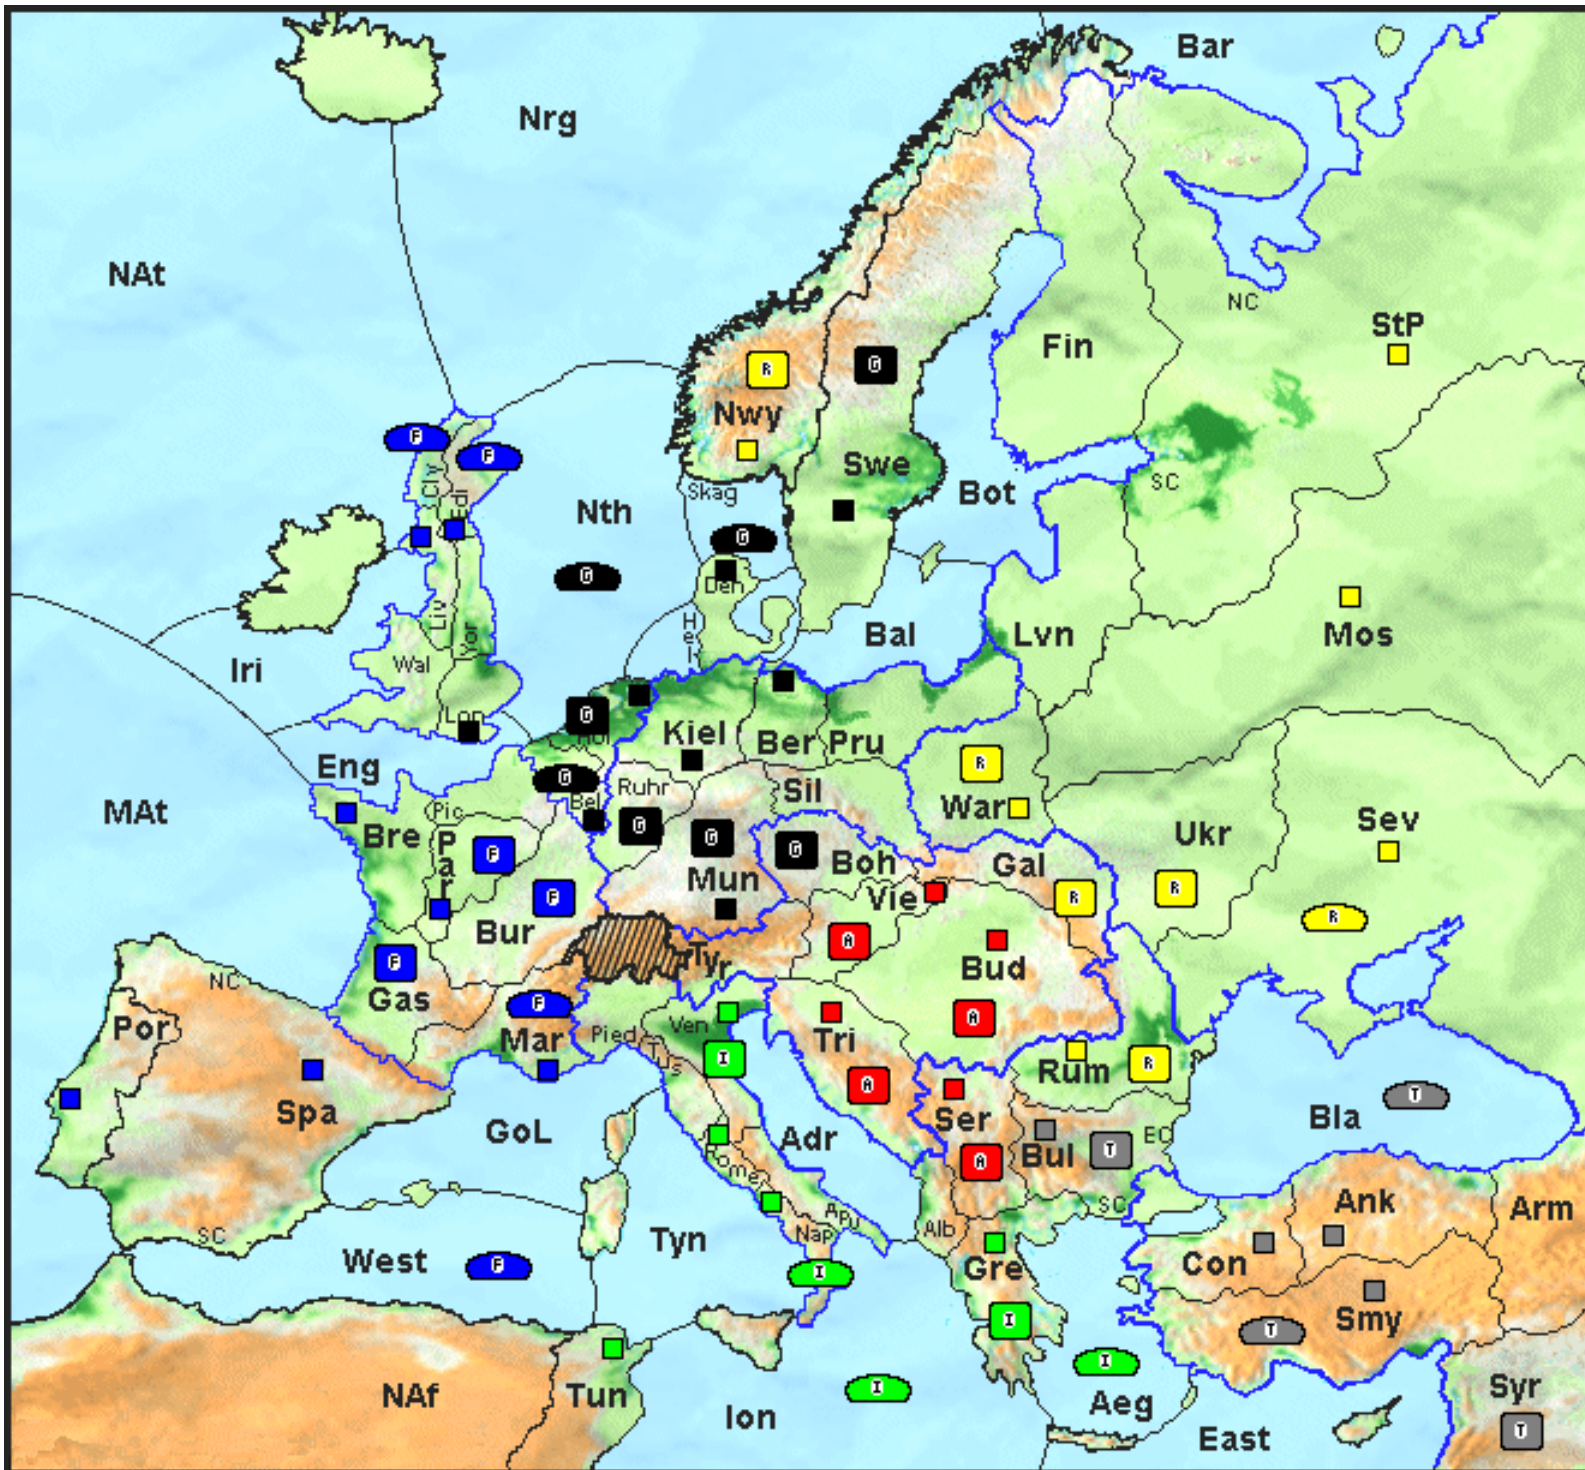 Bar
Nrg
NAt
NC
StP
Fin
R
G
Nwy
F
F
Swe
Cly
Edi
Skag
SC
Bot
Nth
G
G
Den
Mos
Hel
Bal
Lvn
Liv
Yor
Iri
Wal
Lon
G
Hol
Kiel
Ber
Pru
Eng
R
G
Ruhr
Sil
War
MAt
Pic
Bel
Bre
Par
F
G
G
G
Boh
Gal
Ukr
Sev
Mun
Vie
F
R
R
R
Bur
A
Tyr
Bud
F
NC
Gas
F
A
Por
Mar
Pied
Ven
Tri
Tus
I
Rum
R
A
Spa
GoL
Ser
T
Bla
Adr
EC
A
Bul
T
Rome
Ank
Arm
SC
Apu
Alb
SC
Nap
Tyn
West
F
I
Gre
Con
I
Smy
T
I
NAf
Tun
I
Ion
Aeg
Syr
East
T